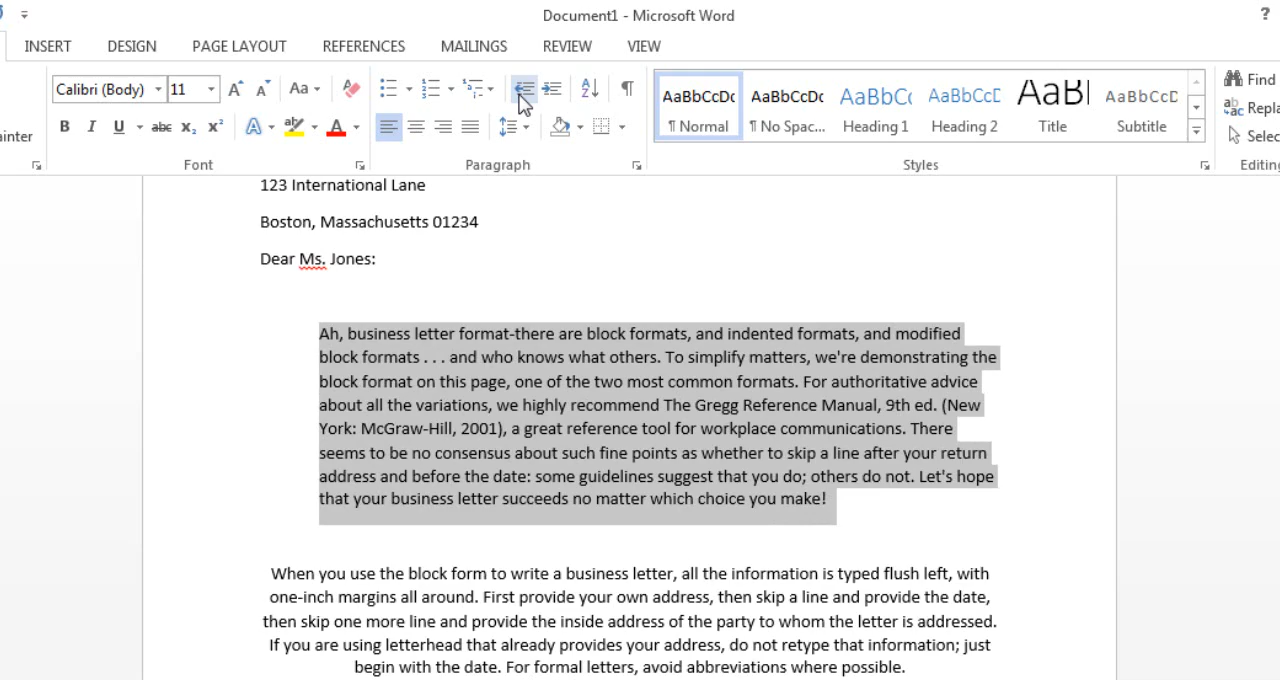 Document1 - Microsoft Word
?
INSERT DESIGN PAGE LAYOUT REFERENCES MAILINGS REVIEW VIEW
Calibri (Body) 11 Aa
AaBbCcDc AaBbCcDc AaBbCc AaBbCcD AaBl AaBbCcD
Find
Repla
¶ Normal ¶ No Spac... Heading 1 Heading 2 Title Subtitle
ainter B I U abc X₂ X² A ab A
Selec
Font Paragraph Styles Editing
123 International Lane
Boston, Massachusetts 01234
Dear Ms. Jones:
Ah, business letter format-there are block formats, and indented formats, and modified
block formats . . . and who knows what others. To simplify matters, we're demonstrating the
block format on this page, one of the two most common formats. For authoritative advice
about all the variations, we highly recommend The Gregg Reference Manual, 9th ed. (New
York: McGraw-Hill, 2001), a great reference tool for workplace communications. There
seems to be no consensus about such fine points as whether to skip a line after your return
address and before the date: some guidelines suggest that you do; others do not. Let's hope
that your business letter succeeds no matter which choice you make!
When you use the block form to write a business letter, all the information is typed flush left, with
one-inch margins all around. First provide your own address, then skip a line and provide the date,
then skip one more line and provide the inside address of the party to whom the letter is addressed.
If you are using letterhead that already provides your address, do not retype that information; just
begin with the date. For formal letters, avoid abbreviations where possible.